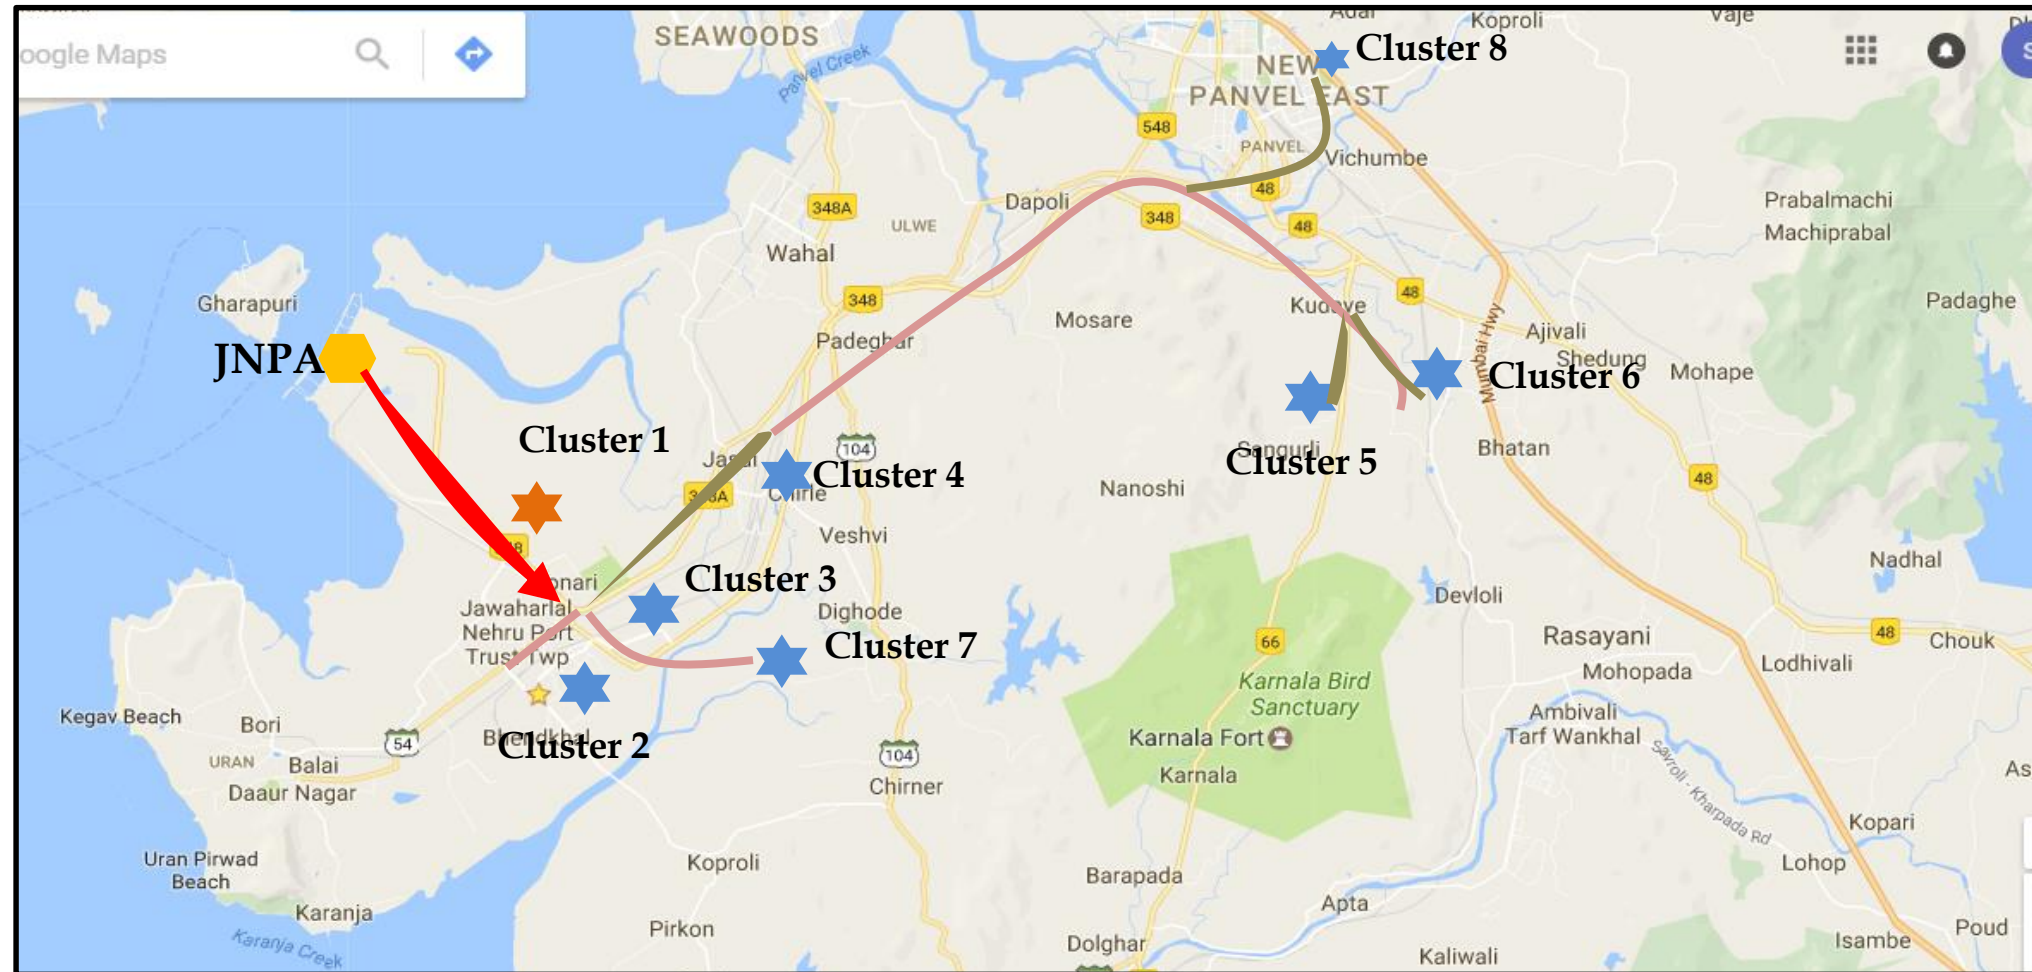 oogle Maps
SEAWOODS
Panvel Creek
Adai
Koproli
Vaje
Cluster 8
NEW
PANVEL EAST
548
PANVEL
Vichumbe
48
Dapoli
348A
ULWE
348
48
Prabalmachi
Machiprabal
Wahal
Gharapuri
348
Kudave
48
Padaghe
Mosare
Ajivali
Padeghar
JNPA
Mumbai Hwy
Shedung
Mohape
Cluster 6
Cluster 1
104
Sangurli
Bhatan
Cluster 5
Cluster 4
Chirle
48
Nanoshi
Veshvi
Nadhal
Cluster 3
Devloli
Jawaharlal
Nehru Port
Trust Twp
Dighode
Rasayani
66
48
Chouk
Cluster 7
Mohopada
Lodhivali
Karnala Bird
Sanctuary
Kegav Beach
Bori
54
Cluster 2
Ambivali
Tarf Wankhal
Karnala Fort
URAN
Balai
104
Karnala
Savroli - Kharpada Rd
As
Daaur Nagar
Chirner
Kopari
Uran Pirwad
Beach
Koproli
Barapada
Lohop
Karanja
Apta
Karanja Creek
Pirkon
Dolghar
Kaliwali
Isambe
Poud